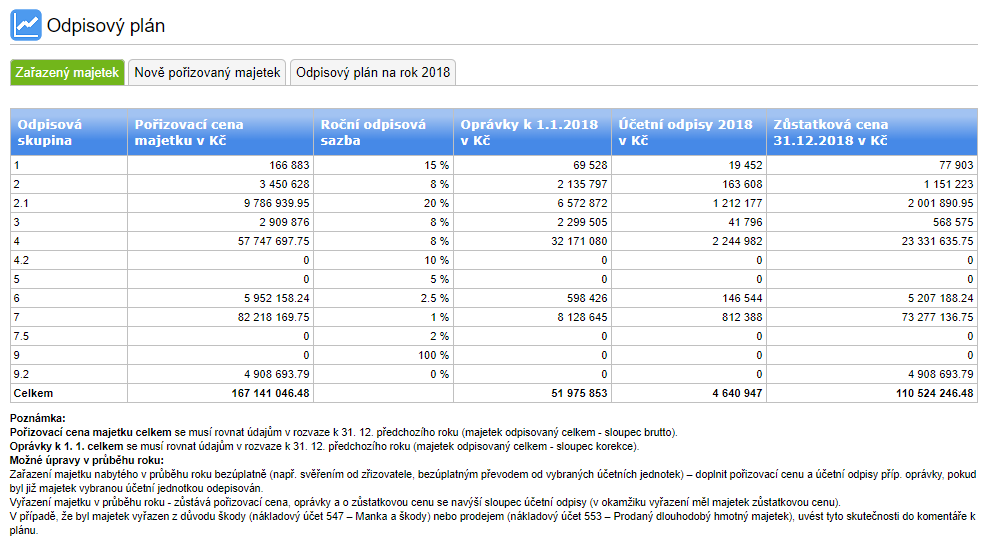 Odpisový plán
Zařazený majetek Nově pořizovaný majetek Odpisový plán na rok 2018
Odpisová skupina Pořizovací cena majetku v Kč Roční odpisová sazba Oprávky k 1.1.2018 v Kč Účetní odpisy 2018 v Kč Zůstatková cena 31.12.2018 v Kč
1 166 883 15 % 69 528 19 452 77 903
2 3 450 628 8 % 2 135 797 163 608 1 151 223
2.1 9 786 939.95 20 % 6 572 872 1 212 177 2 001 890.95
3 2 909 876 8 % 2 299 505 41 796 568 575
4 57 747 697.75 8 % 32 171 080 2 244 982 23 331 635.75
4.2 0 10 % 0 0 0
5 0 5 % 0 0 0
6 5 952 158.24 2.5 % 598 426 146 544 5 207 188.24
7 82 218 169.75 1 % 8 128 645 812 388 73 277 136.75
7.5 0 2 % 0 0 0
9 0 100 % 0 0 0
9.2 4 908 693.79 0 % 0 0 4 908 693.79
Celkem 167 141 046.48 51 975 853 4 640 947 110 524 246.48
Poznámka:
Pořizovací cena majetku celkem se musí rovnat údajům v rozvaze k 31. 12. předchozího roku (majetek odpisovaný celkem - sloupec brutto).
Oprávky k 1. 1. celkem se musí rovnat údajům v rozvaze k 31. 12. předchozího roku (majetek odpisovaný celkem - sloupec korekce).
Možné úpravy v průběhu roku:
Zařazení majetku nabytého v průběhu roku bezúplatně (např. svěřením od zřizovatele, bezúplatným převodem od vybraných účetních jednotek) – doplnit pořizovací cenu a účetní odpisy příp. oprávky, pokud
byl již majetek vybranou účetní jednotkou odepisován.
Vyřazení majetku v průběhu roku - zůstává pořizovací cena, oprávky a o zůstatkovou cenu se navýší sloupec účetní odpisy (v okamžiku vyřazení měl majetek zůstatkovou cenu).
V případě, že byl majetek vyřazen z důvodu škody (nákladový účet 547 – Manka a škody) nebo prodejem (nákladový účet 553 – Prodaný dlouhodobý hmotný majetek), uvést tyto skutečnosti do komentáře k
plánu.